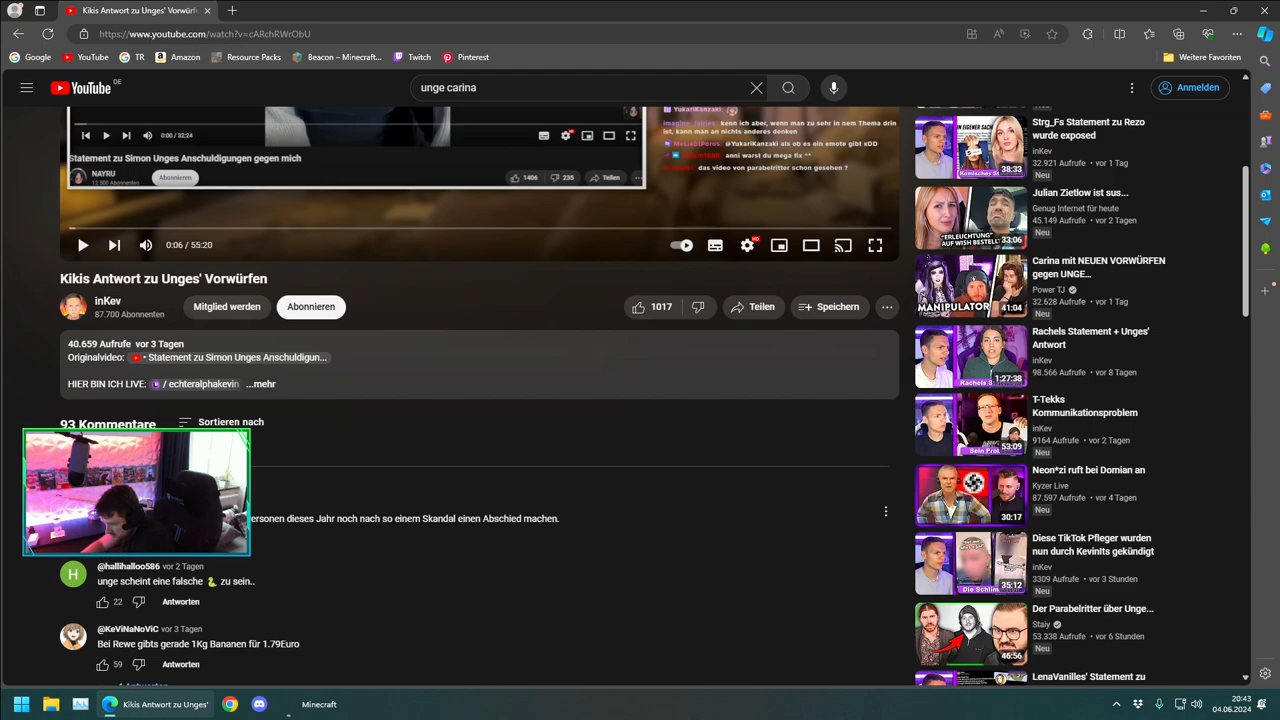 Kikis Antwort zu Unges' Vorwürf
https://www.youtube.com/watch?v=cARchRWrObU
Google
YouTube
TR
Amazon
Resource Packs
Beacon – Minecraft...
Twitch
Pinterest
Weitere Favoriten
YouTube DE
unge carina
Anmelden
0:00 / 32:24
Statement zu Simon Unges Anschuldigungen gegen mich
NAYRU
Abonnieren
1406
235
Teilen
YukariKanzaki:
kenn ich aber, wenn man zu sehr in nem Thema drin
ist, kann man an nichts anderes denken
MeLiebtPeros: @YukariKanzaki als ob es ein emote gibt xDD
anni warst du mega fix ^^
das video von parabelritter schon gesehen ?
0:06 / 55:20
HD
Kikis Antwort zu Unges' Vorwürfen
inKev
87.700 Abonnenten
Mitglied werden
Abonnieren
1017
Teilen
Speichern
40.659 Aufrufe vor 3 Tagen
Originalvideo: • Statement zu Simon Unges Anschuldigun...
HIER BIN ICH LIVE: / echteralphakevin ...mehr
93 Kommentare
Sortieren nach
ersonen dieses Jahr noch nach so einem Skandal einen Abschied machen.
H
@hallihalloo586 vor 2 Tagen
unge scheint eine falsche 🐍 zu sein..
22
Antworten
@KeViNaNoViC vor 3 Tagen
Bei Rewe gibts gerade 1Kg Bananen für 1.79Euro
59
Antworten
Strg_Fs Statement zu Rezo
wurde exposed
inKev
32.921 Aufrufe • vor 1 Tag
Neu
38:33
Julian Zietlow ist sus...
Genug Internet für heute
45.149 Aufrufe • vor 2 Tagen
Neu
"ERLEUCHTUNG"
AUF WISH BESTELLT
33:06
Carina mit NEUEN VORWÜRFEN
gegen UNGE...
Power TJ
32.628 Aufrufe • vor 1 Tag
Neu
MANIPULATOR
41:04
Rachels Statement + Unges'
Antwort
inKev
98.566 Aufrufe • vor 8 Tagen
Neu
1:27:38
T-Tekks
Kommunikationsproblem
inKev
9164 Aufrufe • vor 2 Tagen
Neu
53:09
Neon*zi ruft bei Domian an
Kyzer Live
87.597 Aufrufe • vor 4 Tagen
Neu
30:17
Diese TikTok Pfleger wurden
nun durch KevinIts gekündigt
inKev
3309 Aufrufe • vor 3 Stunden
Neu
35:12
Der Parabelritter über Unge...
Staiy
53.338 Aufrufe • vor 6 Stunden
Neu
46:56
LenaVanilles' Statement zu
Kikis Antwort zu Unges'
Minecraft
20:43
04.06.2024